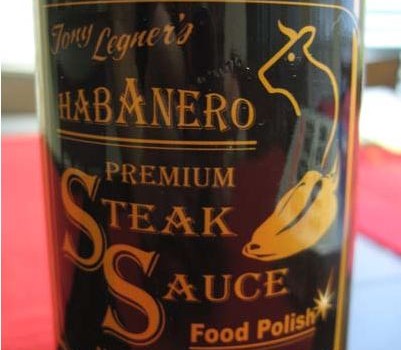 Tony Legner's
HABANERO
PREMIUM
STEAK
SAUCE
Food Polish